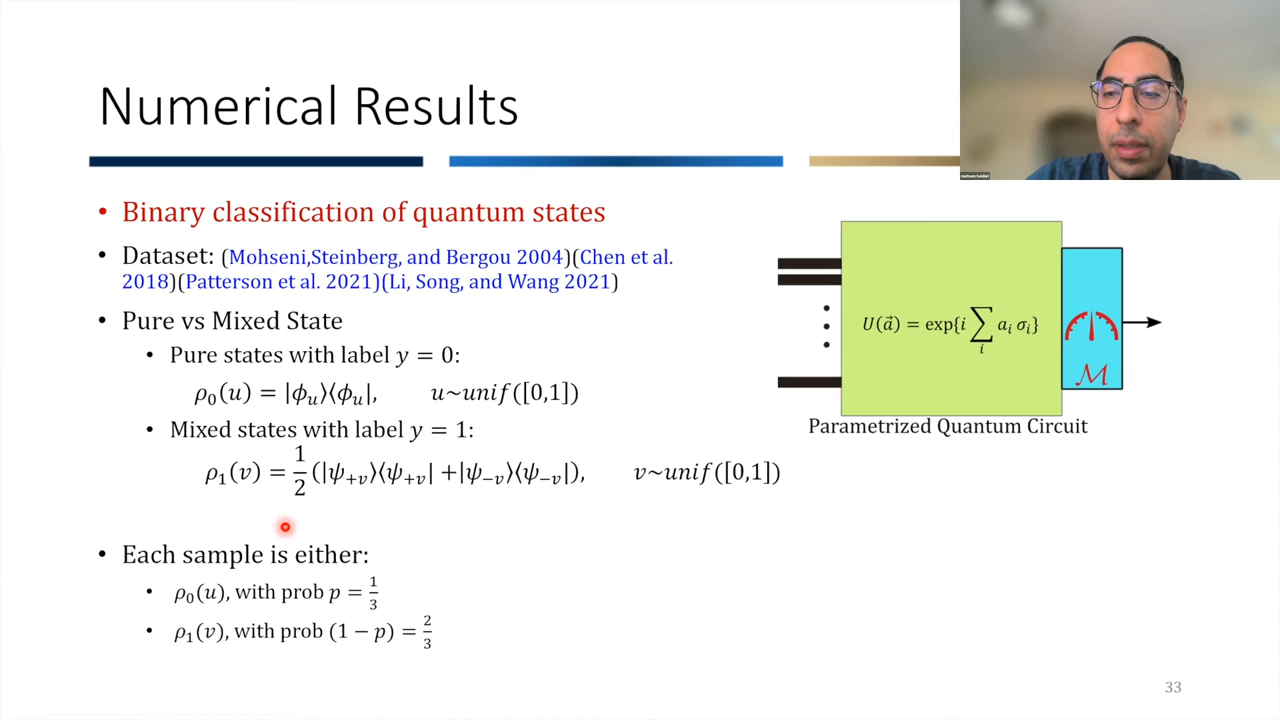 Numerical Results
• Binary classification of quantum states
• Dataset: (Mohseni,Steinberg, and Bergou 2004)(Chen et al.
2018)(Patterson et al. 2021)(Li, Song, and Wang 2021)
• Pure vs Mixed State
• Pure states with label y = 0:
ρ₀(u) = |ϕᵤ⟩⟨ϕᵤ|, u~unif([0,1])
• Mixed states with label y = 1:
ρ₁(v) = 1/2 (|ψ₊ᵥ⟩⟨ψ₊ᵥ| +|ψ₋ᵥ⟩⟨ψ₋ᵥ|), v~unif([0,1])
• Each sample is either:
• ρ₀(u), with prob p = 1/3
• ρ₁(v), with prob (1 − p) = 2/3
U(a⃗) = exp{i ∑ᵢ aᵢ σᵢ}
ℳ
Parametrized Quantum Circuit
33